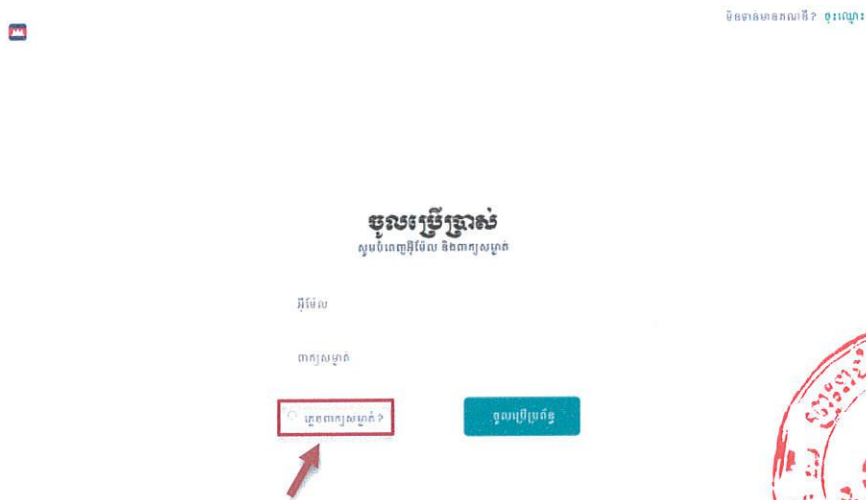 មិនទាន់មានគណនី? ចុះឈ្មោះ
ចូលប្រើប្រាស់
សូមបំពេញអ៊ីម៉ែល និងពាក្យសម្ងាត់
អ៊ីម៉ែល
ពាក្យសម្ងាត់
ភ្លេចពាក្យសម្ងាត់ ?
ចូលប្រើប្រព័ន្ធ